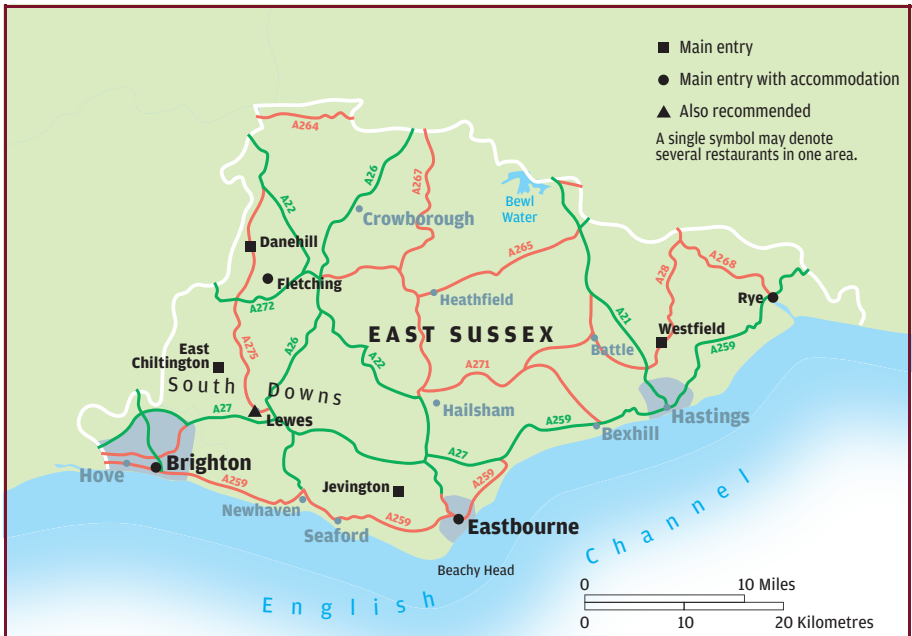 Main entry
Main entry with accommodation
Also recommended
A single symbol may denote
several restaurants in one area.
A264
A26
A267
A22
Bewl
Water
Crowborough
Danehill
A265
A268
A28
Fletching
A272
Heathfield
Rye
A21
EAST SUSSEX
Westfield
A275
A26
A22
Battle
A259
East
Chiltington
A271
South Downs
Hailsham
A27
Lewes
A259
Hastings
Bexhill
A27
Brighton
Hove
A259
A259
Jevington
Newhaven
A259
Seaford
Eastbourne
Beachy Head
English Channel
0 10 Miles
0 10 20 Kilometres